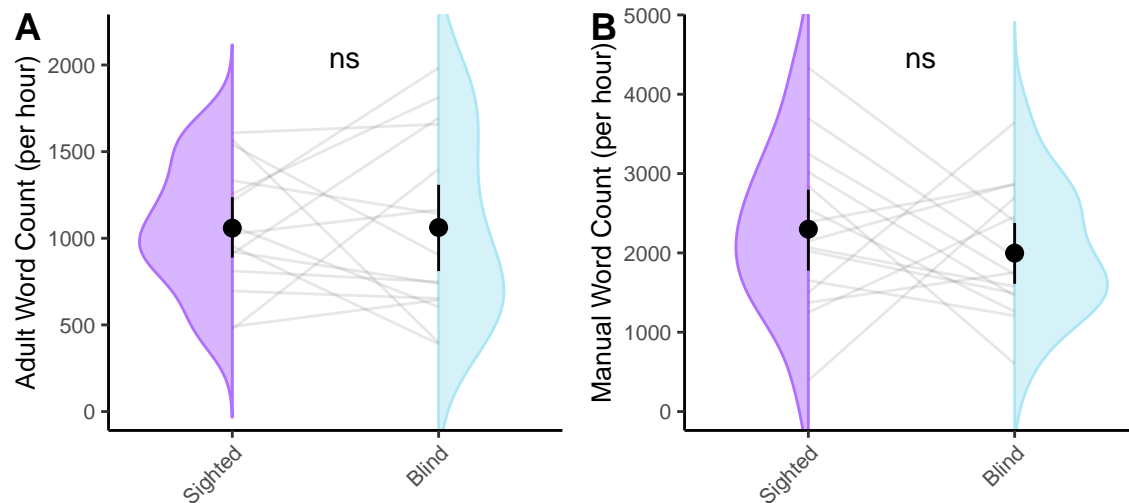 A
ns
Adult Word Count (per hour)
2000
1500
1000
500
0
Sighted
Blind
B
ns
Manual Word Count (per hour)
5000
4000
3000
2000
1000
0
Sighted
Blind